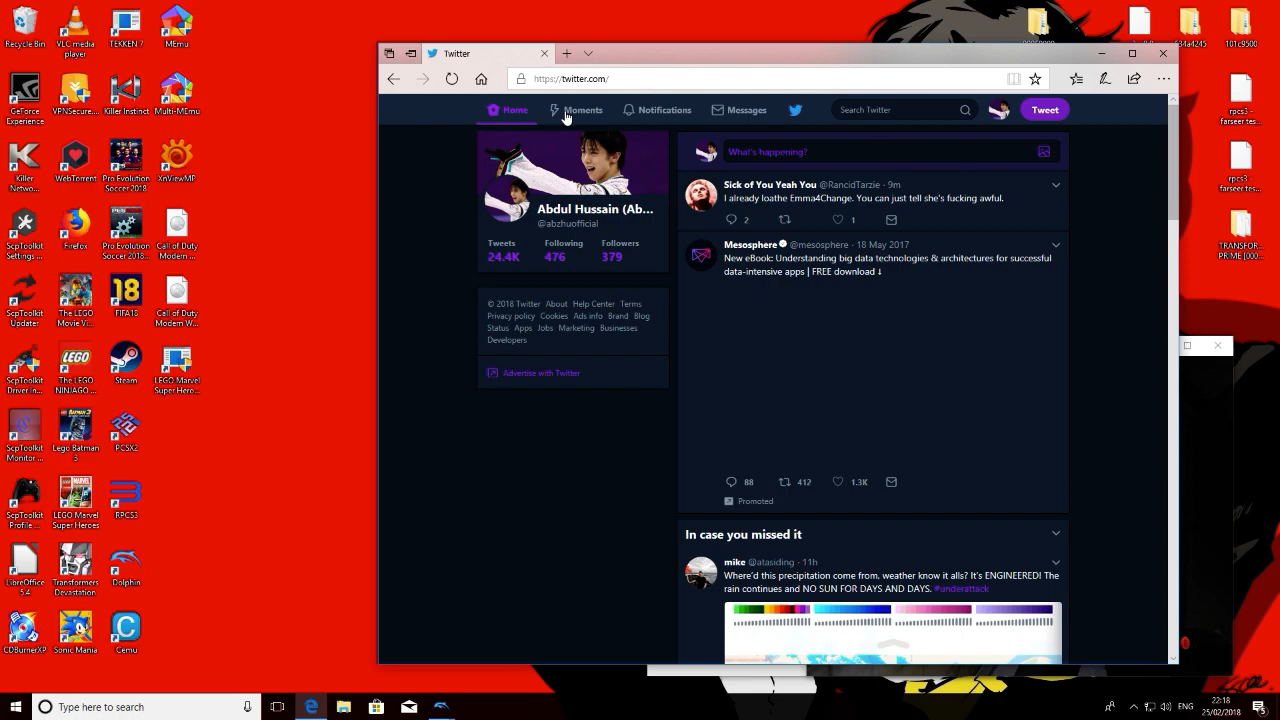 Recycle Bin
VLC media
player
TEKKEN 7
MEmu
GeForce
Experience
VPNSecure...
Killer Instinct
Multi-MEmu
Killer
Netwo...
WebTorrent
Pro Evolution
Soccer 2018
XnViewMP
ScpToolkit
Settings ...
Firefox
Pro Evolution
Soccer 2018...
Call of Duty
Modern ...
ScpToolkit
Updater
The LEGO
Movie Vi...
FIFA18
Call of Duty
Modern W...
ScpToolkit
Driver In...
The LEGO
NINJAGO ...
Steam
LEGO Marvel
Super Hero...
ScpToolkit
Monitor ...
Lego Batman
3
PCSX2
ScpToolkit
Profile ...
LEGO Marvel
Super Heroes
RPCS3
LibreOffice
5.4
Transformers
Devastation
Dolphin
CDBurnerXP
Sonic Mania
Cemu
634a4245
101c9500
rpcs3 -
farseer tes...
rpcs3 -
farseer tes...
TRANSFOR...
PRIME [000...
Twitter
https://twitter.com/
Home
Moments
Notifications
Messages
Search Twitter
Tweet
Abdul Hussain (Ab...
@abzhuofficial
Tweets Following Followers
24.4K 476 379
© 2018 Twitter About Help Center Terms
Privacy policy Cookies Ads info Brand Blog
Status Apps Jobs Marketing Businesses
Developers
Advertise with Twitter
What's happening?
Sick of You Yeah You @RancidTarzie · 9m
I already loathe Emma4Change. You can just tell she's fucking awful.
2 1
Mesosphere @mesosphere · 18 May 2017
New eBook: Understanding big data technologies & architectures for successful
data-intensive apps | FREE download ↓
88 412 1.3K
Promoted
In case you missed it
mike @atasiding · 11h
Where'd this precipitation come from, weather know it alls? It's ENGINEERED! The
rain continues and NO SUN FOR DAYS AND DAYS. #underattack
Type here to search
ENG
22:18
25/02/2018
5